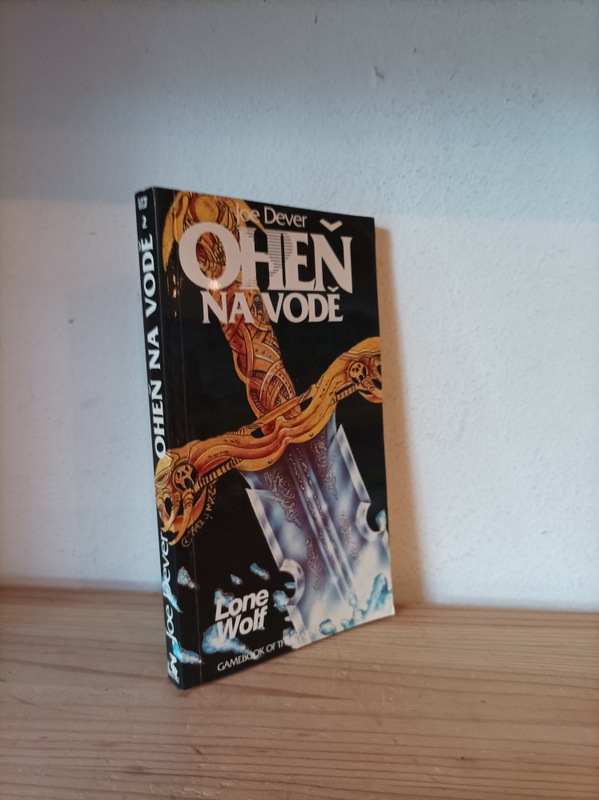 Joe Dever
OHEŇ
NA VODĚ
Lone
Wolf
GAMEBOOK OF
OHEŇ NA VODĚ
Joe Dever